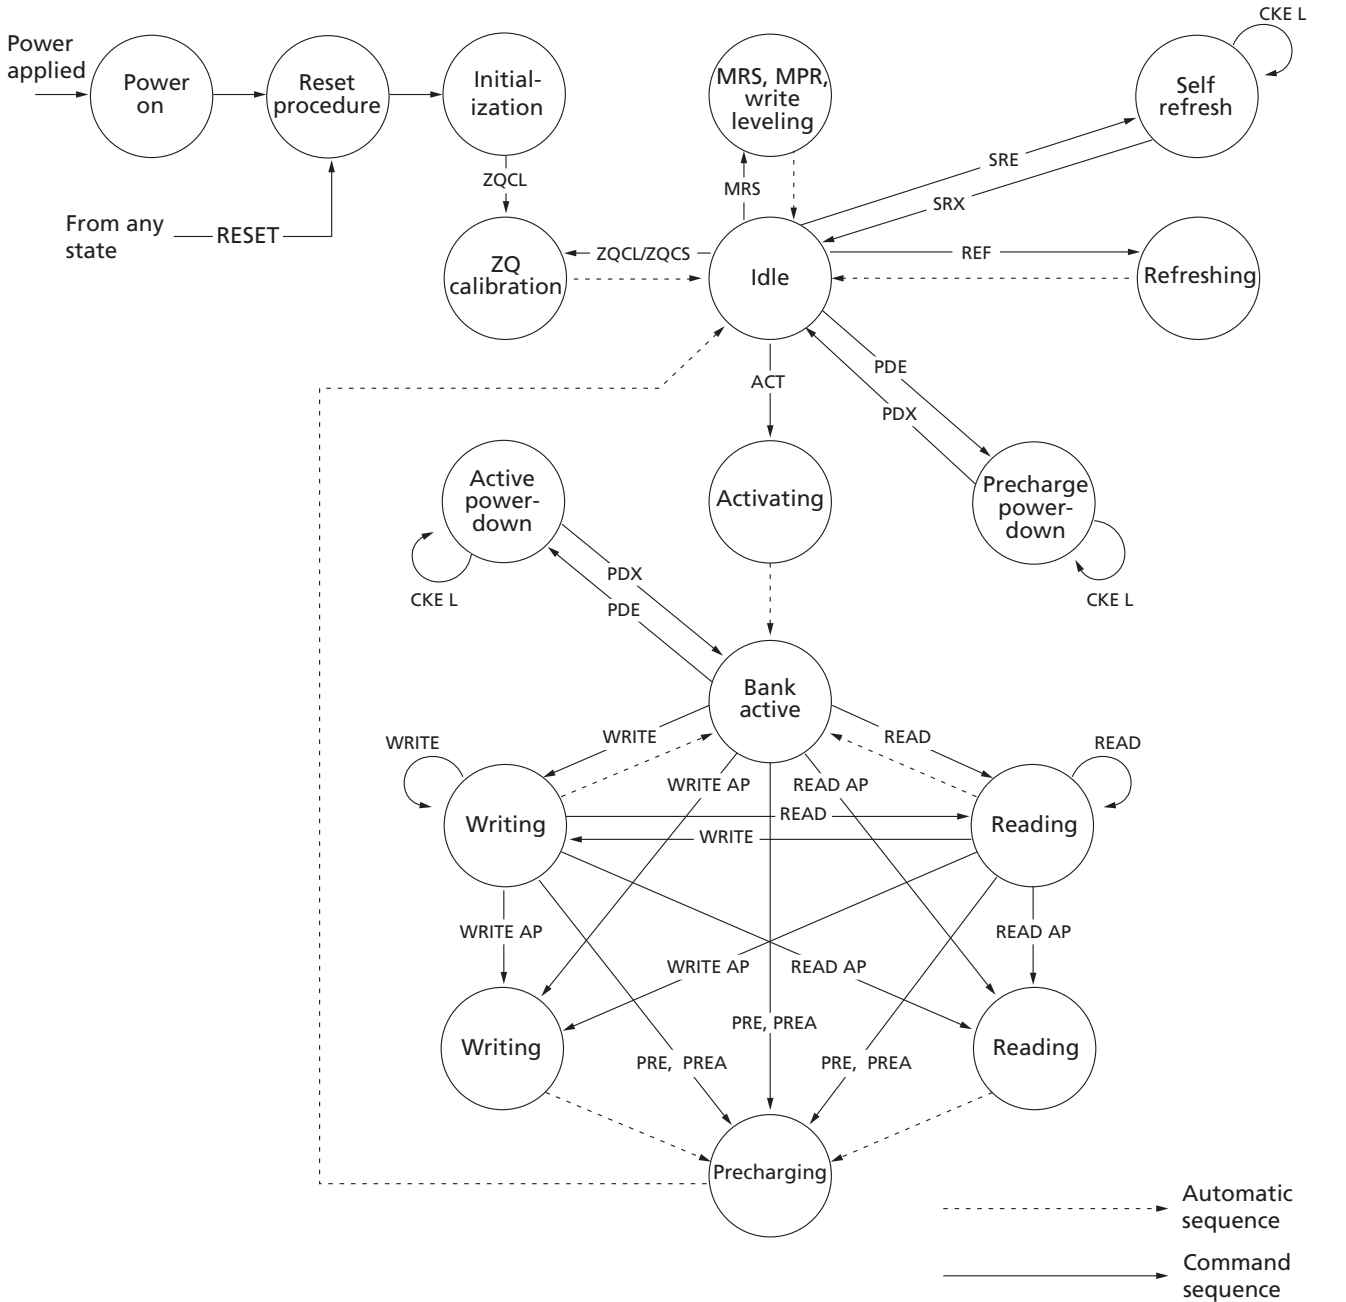 CKE L
Power
applied
Power
on
Reset
procedure
Initial-
ization
MRS, MPR,
write
leveling
Self
refresh
ZQCL
MRS
SRE
SRX
From any
state
RESET
ZQ
calibration
ZQCL/ZQCS
Idle
REF
Refreshing
ACT
PDE
PDX
Active
power-
down
Activating
Precharge
power-
down
CKE L
PDX
PDE
CKE L
Bank
active
WRITE
WRITE
READ
READ
WRITE AP
READ AP
Writing
READ
WRITE
Reading
WRITE AP
READ AP
WRITE AP
READ AP
Writing
PRE, PREA
Reading
PRE, PREA
PRE, PREA
Precharging
Automatic
sequence
Command
sequence